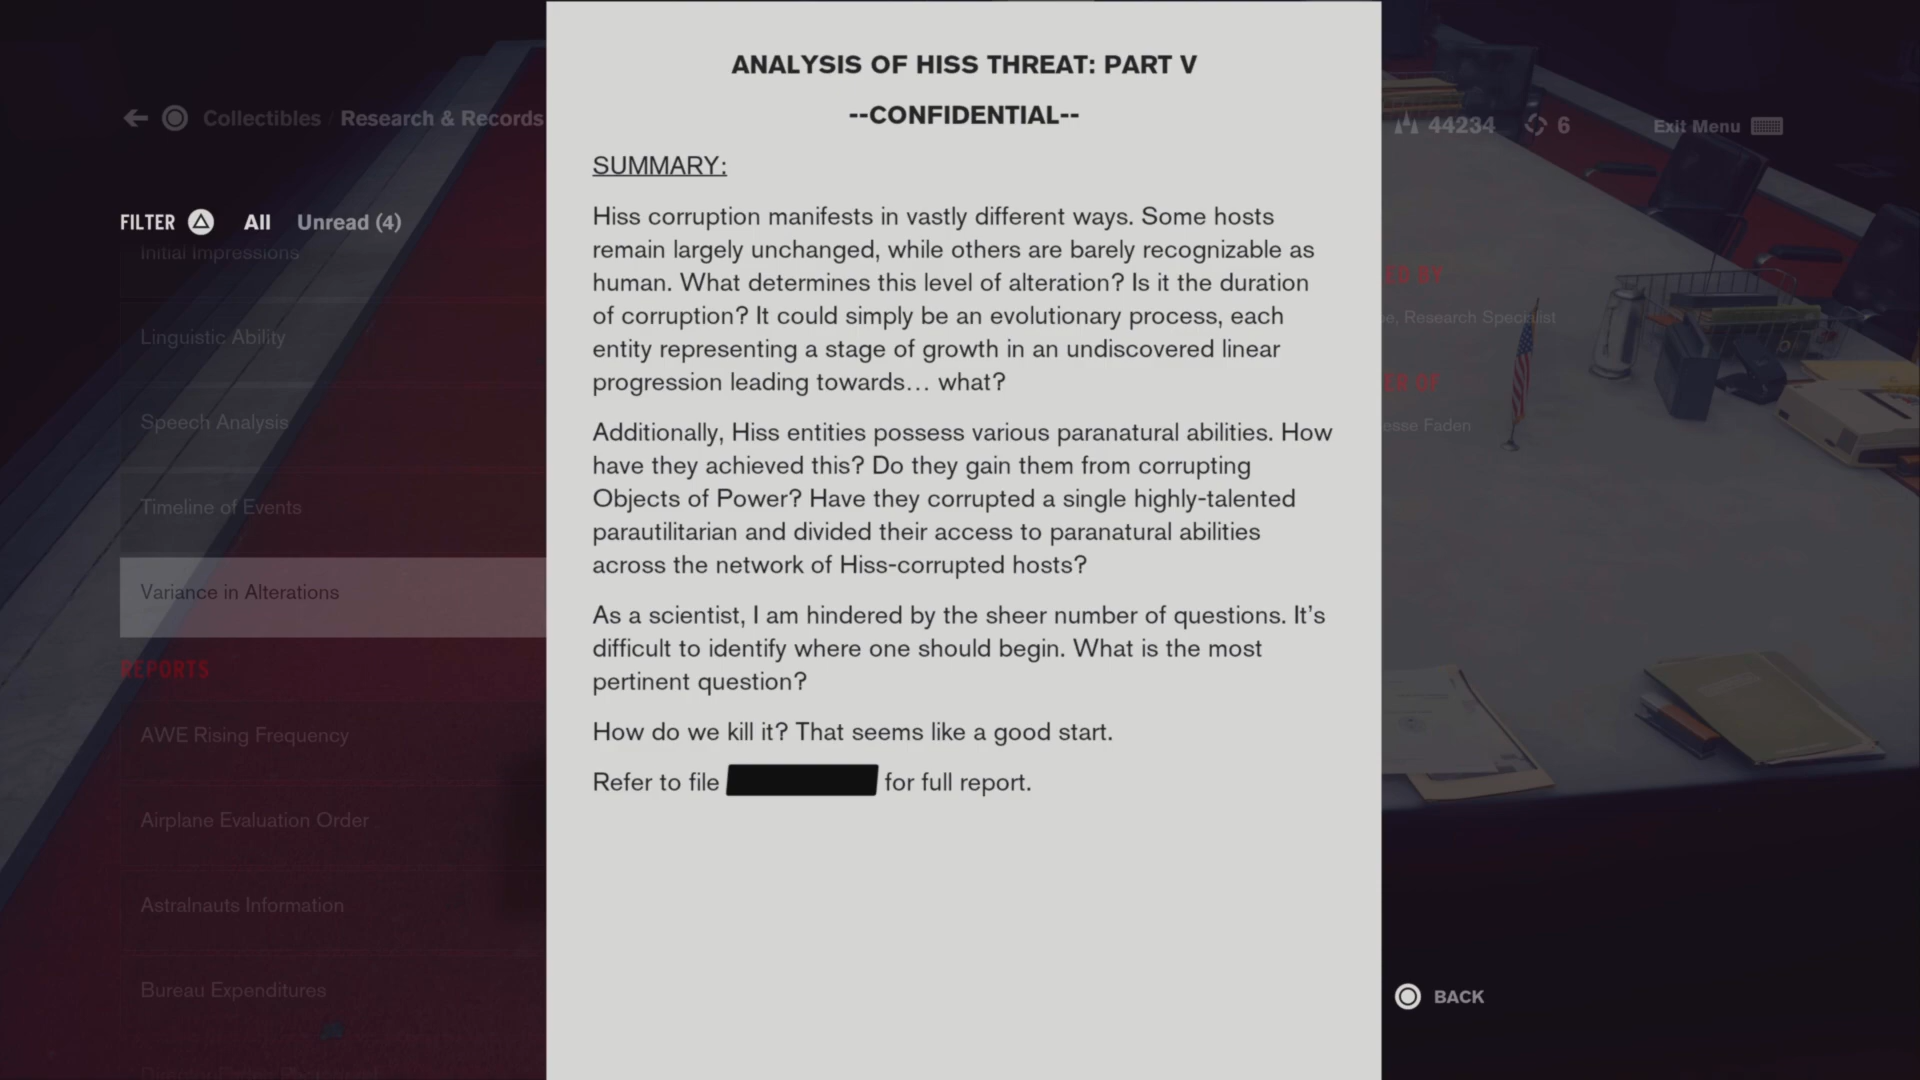 ANALYSIS OF HISS THREAT: PART V
--CONFIDENTIAL--
SUMMARY:
Hiss corruption manifests in vastly different ways. Some hosts
remain largely unchanged, while others are barely recognizable as
human. What determines this level of alteration? Is it the duration
of corruption? It could simply be an evolutionary process, each
entity representing a stage of growth in an undiscovered linear
progression leading towards… what?
Additionally, Hiss entities possess various paranatural abilities. How
have they achieved this? Do they gain them from corrupting
Objects of Power? Have they corrupted a single highly-talented
parautilitarian and divided their access to paranatural abilities
across the network of Hiss-corrupted hosts?
As a scientist, I am hindered by the sheer number of questions. It’s
difficult to identify where one should begin. What is the most
pertinent question?
How do we kill it? That seems like a good start.
Refer to file for full report.
Collectibles / Research & Records
FILTER All Unread (4)
Initial Impressions
Linguistic Ability
Speech Analysis
Timeline of Events
Variance in Alterations
REPORTS
AWE Rising Frequency
Airplane Evaluation Order
Astralnauts Information
Bureau Expenditures
44234 6 Exit Menu
ED BY
e, Research Specialist
ER OF
esse Faden
BACK